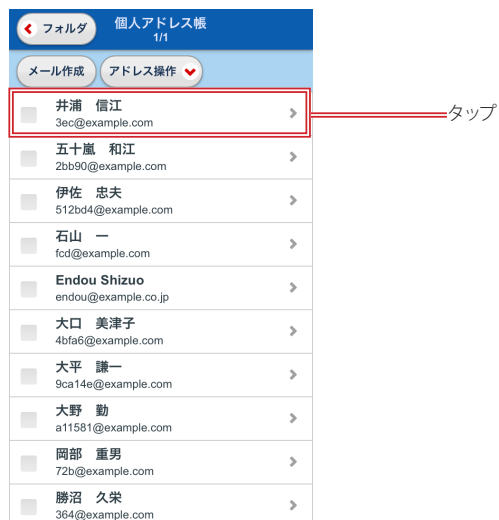 フォルダ
個人アドレス帳
1/1
メール作成
アドレス操作
井浦　信江
3ec@example.com
タップ
五十嵐　和江
2bb90@example.com
伊佐　忠夫
512bd4@example.com
石山　一
fcd@example.com
Endou Shizuo
endou@example.co.jp
大口　美津子
4bfa6@example.com
大平　謙一
9ca14e@example.com
大野　勤
a11581@example.com
岡部　重男
72b@example.com
勝沼　久栄
364@example.com